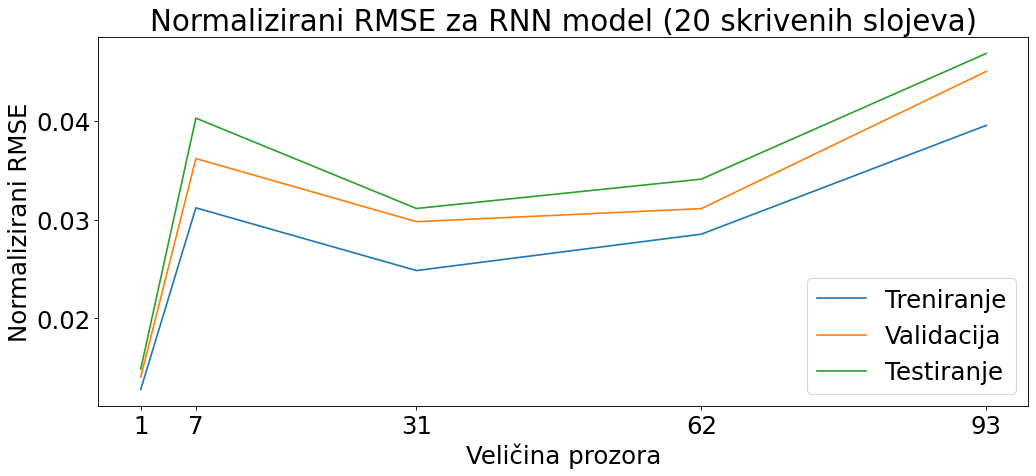 Normalizirani RMSE za RNN model (20 skrivenih slojeva)
Normalizirani RMSE
0.04
0.03
0.02
Treniranje
Validacija
Testiranje
1 7 31 62 93
Veličina prozora